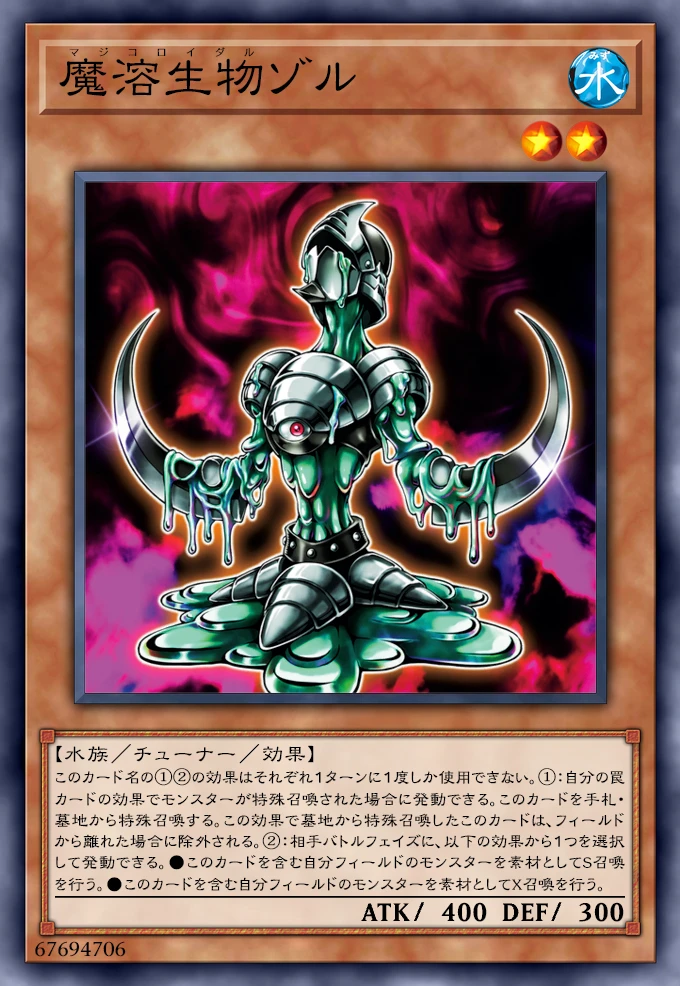 マジコロイダル
魔溶生物ゾル
みず
水
【水族／チューナー／効果】
このカード名の①②の効果はそれぞれ1ターンに1度しか使用できない。①：自分の罠
カードの効果でモンスターが特殊召喚された場合に発動できる。このカードを手札・
墓地から特殊召喚する。この効果で墓地から特殊召喚したこのカードは、フィールド
から離れた場合に除外される。②：相手バトルフェイズに、以下の効果から1つを選択
して発動できる。●このカードを含む自分フィールドのモンスターを素材としてS召喚
を行う。●このカードを含む自分フィールドのモンスターを素材としてX召喚を行う。
ATK/ 400 DEF/ 300
67694706